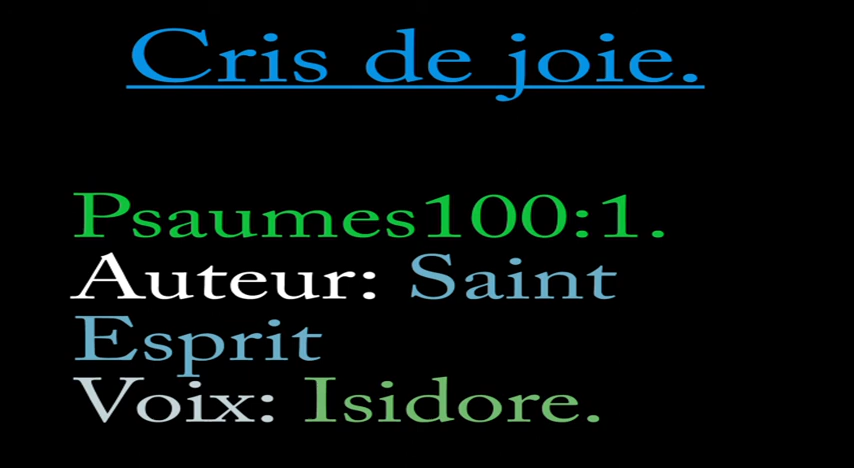 Cris de joie.
Psaumes100:1.
Auteur: Saint
Esprit
Voix: Isidore.